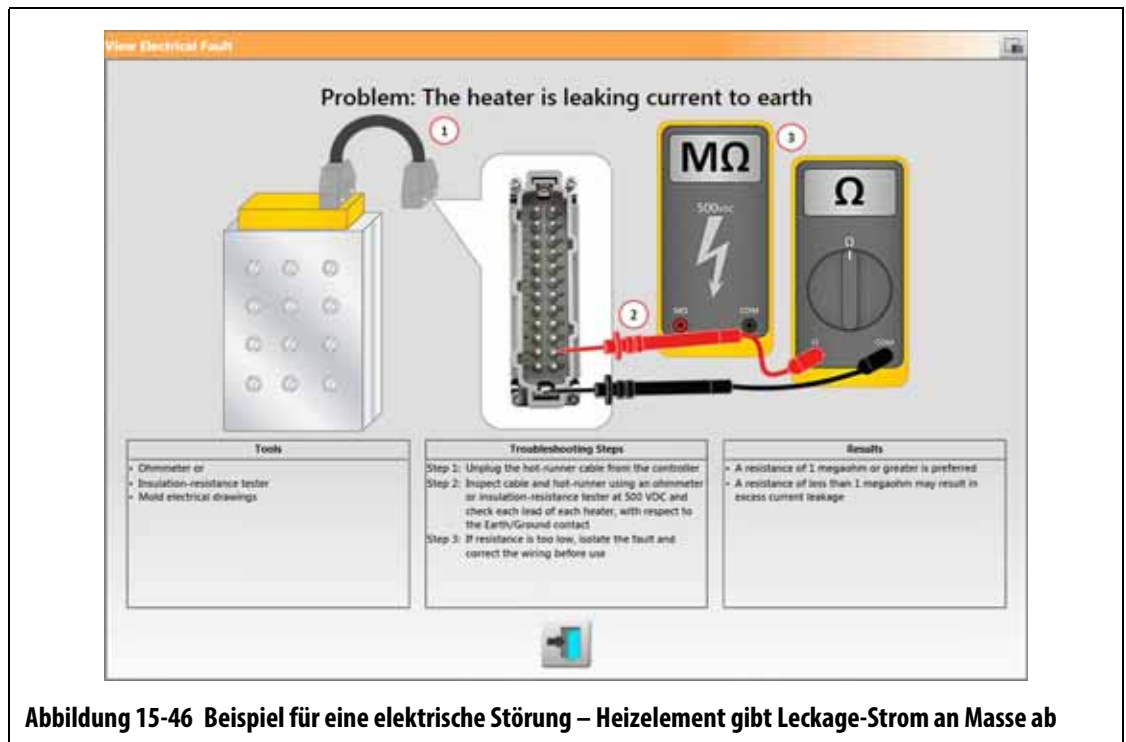 View Electrical Fault
Problem: The heater is leaking current to earth
1
3
MΩ
Ω
500VDC
Ω
2
MΩ
COM
Ω
COM
Tools
• Ohmmeter or
• Insulation-resistance tester
• Mold electrical drawings
Troubleshooting Steps
Step 1: Unplug the hot-runner cable from the controller
Step 2: Inspect cable and hot-runner using an ohmmeter
or insulation-resistance tester at 500 VDC and
check each lead of each heater, with respect to
the Earth/Ground contact
Step 3: If resistance is too low, isolate the fault and
correct the wiring before use
Results
• A resistance of 1 megaohm or greater is preferred
• A resistance of less than 1 megaohm may result in
excess current leakage
Abbildung 15-46 Beispiel für eine elektrische Störung – Heizelement gibt Leckage-Strom an Masse ab